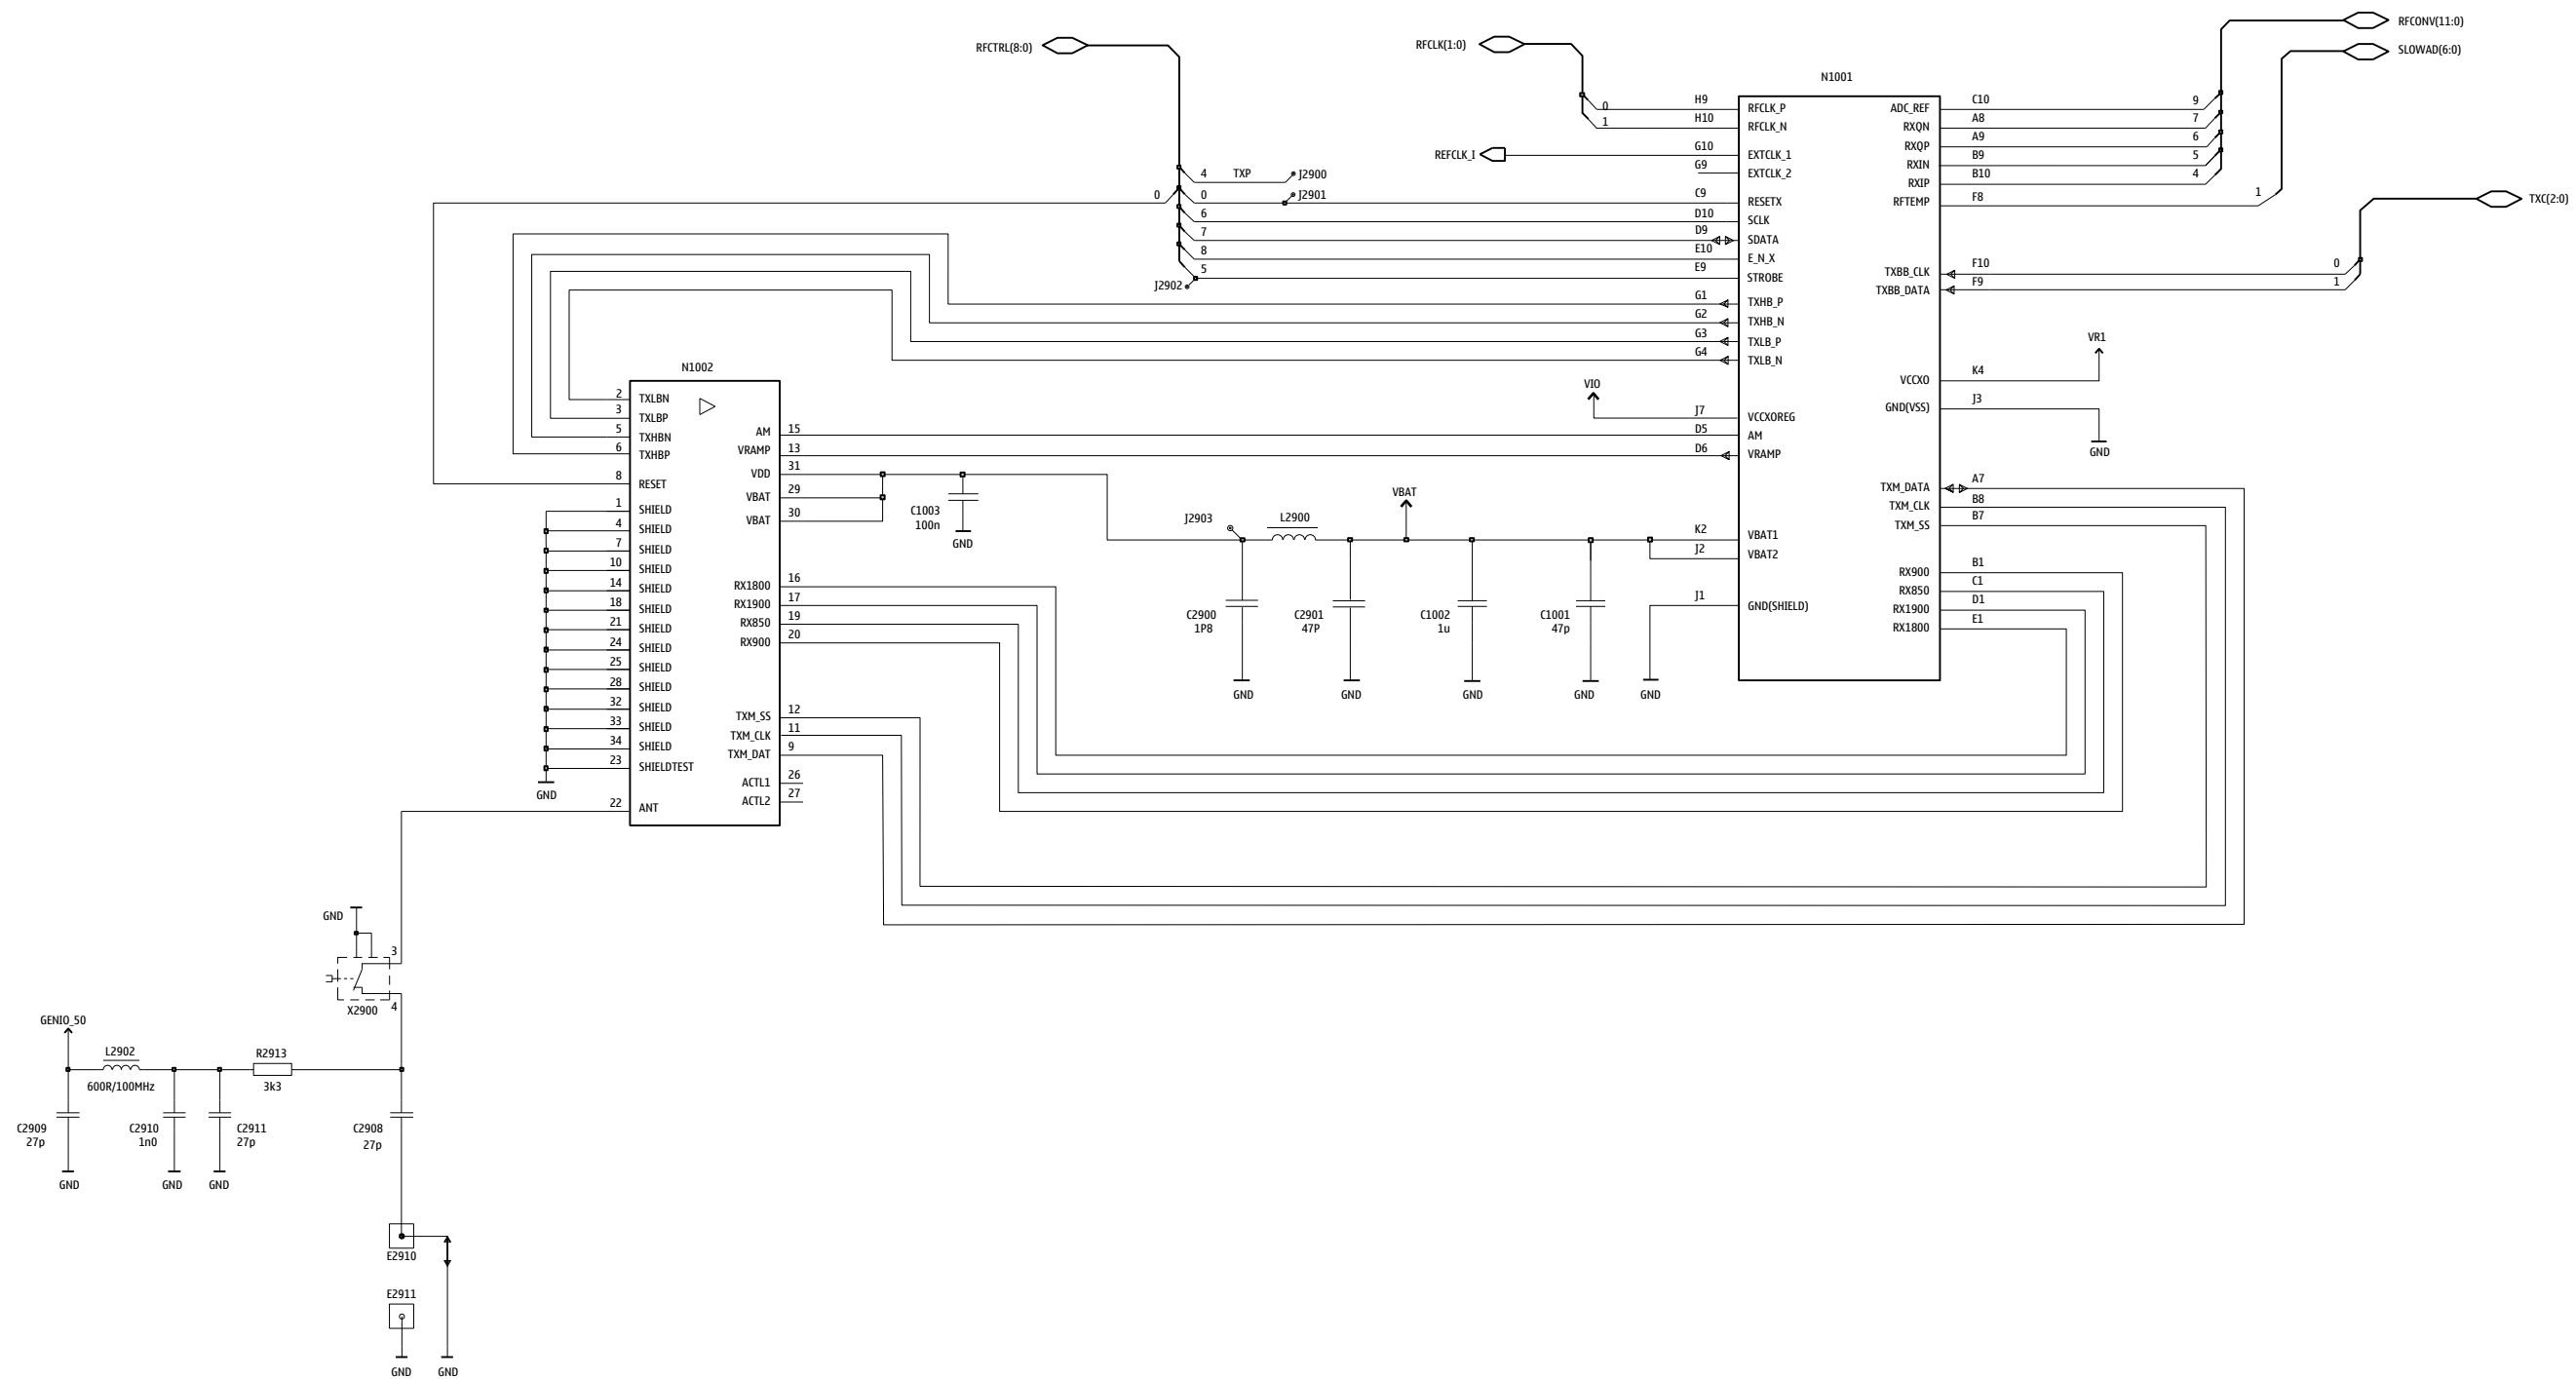 RFCONV(11:0)
RFCTRL(8:0)
RFCLK(1:0)
SLOWAD(6:0)
N1001
H9 RFCLK_P ADC_REF C10 9
0
H10 RFCLK_N RXQN A8 7
1
RXQP A9 6
REFCLK_I G10 EXTCLK_1 RXIN B9 5
G9 EXTCLK_2 RXIP B10 4
4 TXP J2900
0 0 J2901 C9 RESETX RFTEMP F8 1
TXC(2:0)
6 D10 SCLK
7 D9 SDATA
8 E10 E_N_X
5 E9 STROBE TXBB_CLK F10 0
J2902 TXBB_DATA F9 1
G1 TXHB_P
G2 TXHB_N
G3 TXLB_P
G4 TXLB_N
VR1
N1002
VIO
VCCXO K4
2 TXLBN
3 TXLBP
GND(VSS) J3
J7 VCCXOREG
5 TXHBN AM 15 D5 AM
6 TXHBP VRAMP 13 D6 VRAMP
GND
VDD 31
8 RESET
VBAT 29
TXM_DATA A7
1 SHIELD C1003 VBAT TXM_CLK B8
4 SHIELD VBAT 30 100n J2903 L2900 TXM_SS B7
7 SHIELD GND K2 VBAT1
10 SHIELD J2 VBAT2
14 SHIELD RX1800 16 RX900 B1
18 SHIELD RX1900 17 RX850 C1
21 SHIELD RX850 19 C2900 C2901 C1002 C1001 J1 GND(SHIELD) RX1900 D1
24 SHIELD RX900 20 1P8 47P 1u 47p RX1800 E1
25 SHIELD
28 SHIELD GND GND GND GND GND
32 SHIELD TXM_SS 12
33 SHIELD TXM_CLK 11
34 SHIELD TXM_DAT 9
23 SHIELDTEST
ACTL1 26
GND ACTL2 27
22 ANT
GND
3
X2900 4
GENIO_50
L2902 R2913
600R/100MHz 3k3
C2909 C2910 C2911 C2908
27p 1n0 27p 27p
GND GND GND
E2910
E2911
GND GND